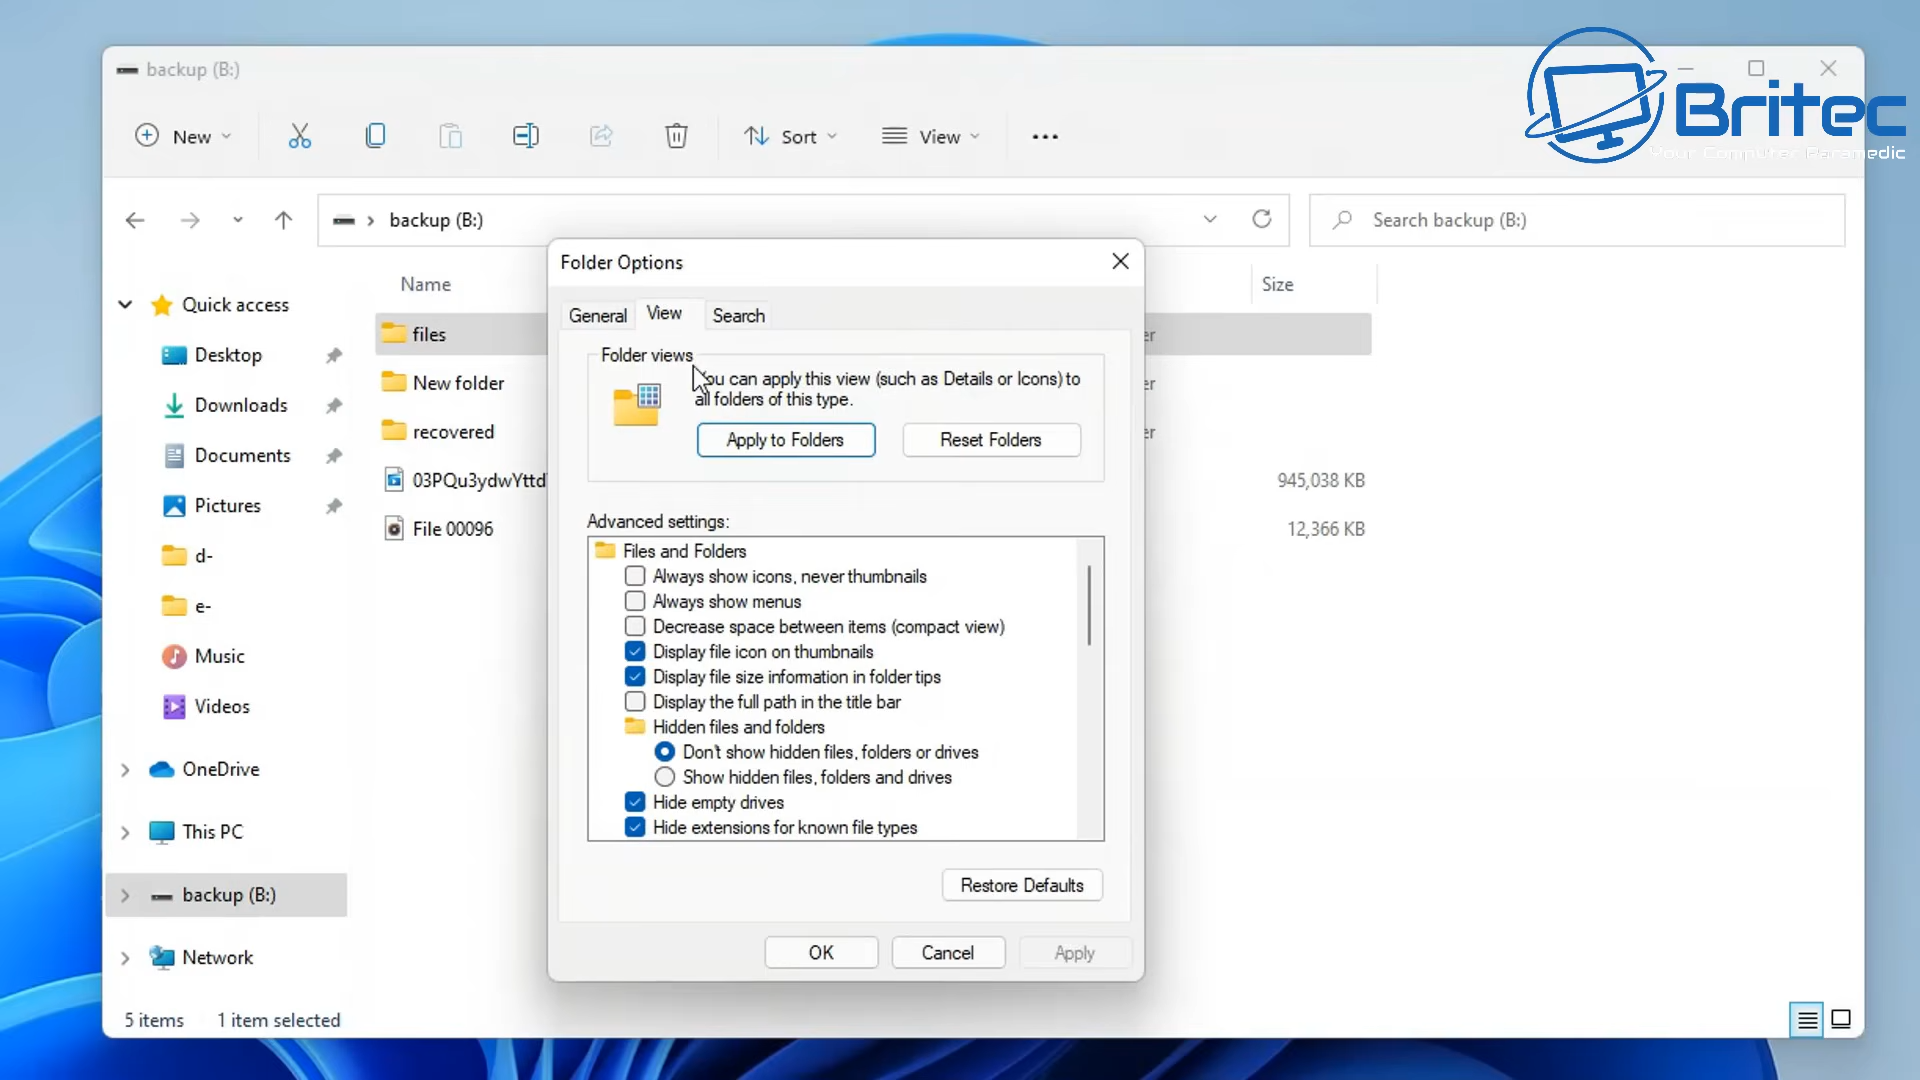 backup (B:)
Britec
Your Computer Paramedic
New
Sort
View
backup (B:)
Search backup (B:)
Folder Options
Name
Size
General
View
Search
Quick access
Desktop
Downloads
Documents
Pictures
d-
e-
Music
Videos
OneDrive
This PC
backup (B:)
Network
files
er
New folder
er
recovered
er
03PQu3ydwYttd
945,038 KB
File 00096
12,366 KB
Folder views
You can apply this view (such as Details or Icons) to
all folders of this type.
Apply to Folders
Reset Folders
Advanced settings:
Files and Folders
Always show icons, never thumbnails
Always show menus
Decrease space between items (compact view)
Display file icon on thumbnails
Display file size information in folder tips
Display the full path in the title bar
Hidden files and folders
Don't show hidden files, folders or drives
Show hidden files, folders and drives
Hide empty drives
Hide extensions for known file types
Restore Defaults
OK
Cancel
Apply
5 items
1 item selected